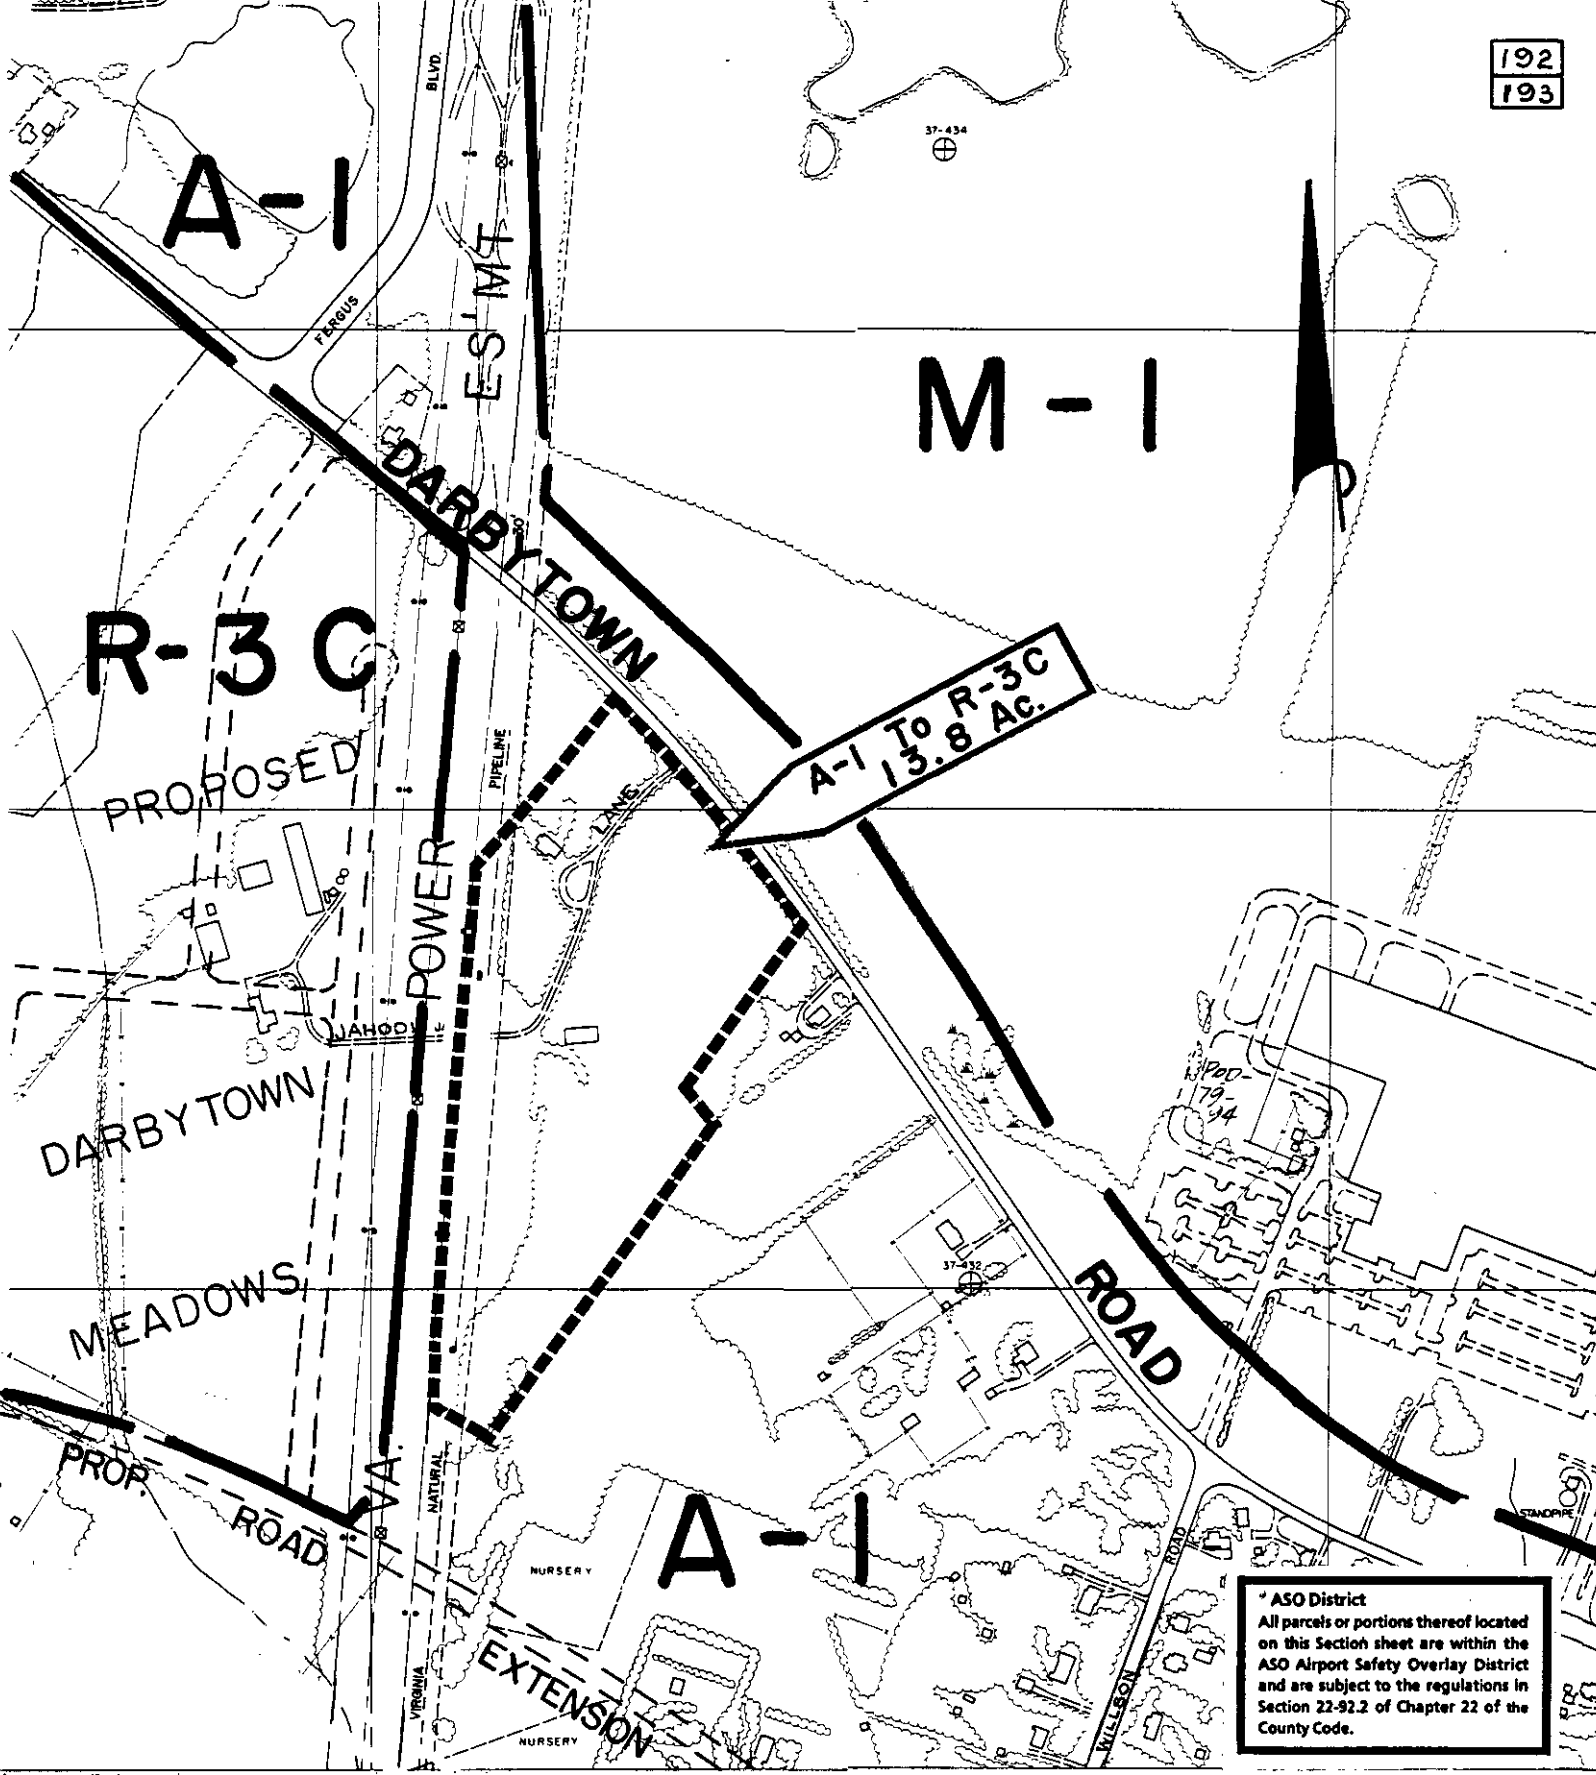 192
193
BLVD.
37-434
A-1
ES'MT
FERGUS
M-1
DARBYTOWN
30'
R-3C
A-1 To R-3C
13.8 Ac.
PROPOSED
PIPELINE
LANE
POWER
JAHODI
POD-
79-
94
DARBYTOWN
MEADOWS
37-432
ROAD
PROP.
VA.
NATURAL
ROAD
A-1
STANDPIPE
ROAD
NURSERY
EXTENSION
VIRGINIA
WILLSON
NURSERY
* ASO District
All parcels or portions thereof located
on this Section sheet are within the
ASO Airport Safety Overlay District
and are subject to the regulations in
Section 22-92.2 of Chapter 22 of the
County Code.